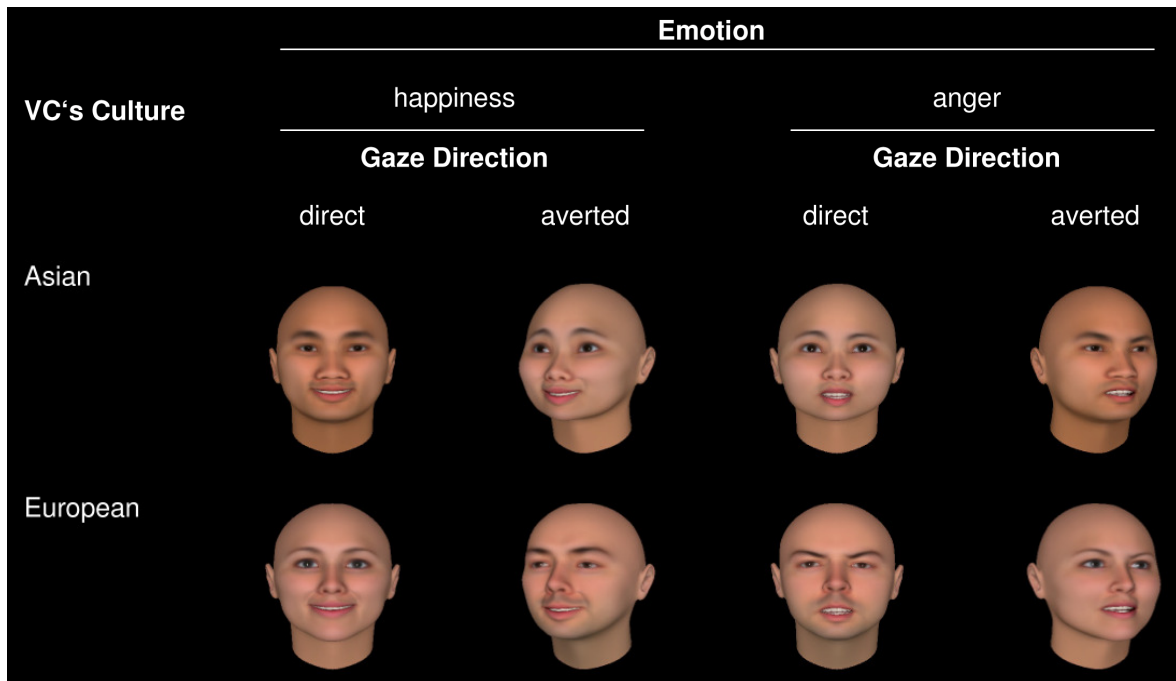 Emotion
VC‘s Culture
happiness anger
Gaze Direction Gaze Direction
direct averted direct averted
Asian
European